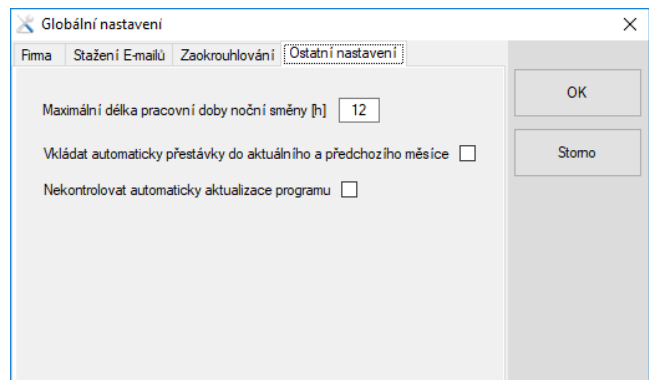 Globální nastavení
Firma Stažení E-mailů Zaokrouhlování Ostatní nastavení
OK
Maximální délka pracovní doby noční směny [h] 12
Vkládat automaticky přestávky do aktuálního a předchozího měsíce
Storno
Nekontrolovat automaticky aktualizace programu